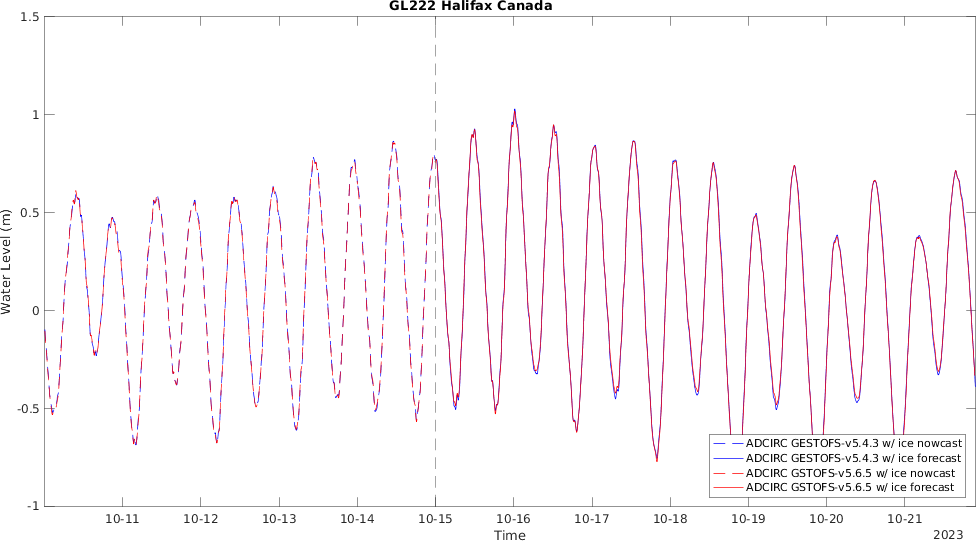 GL222 Halifax Canada
1.5
1
0.5
0
-0.5
-1
Water Level (m)
10-11 10-12 10-13 10-14 10-15 10-16 10-17 10-18 10-19 10-20 10-21
Time
2023
ADCIRC GESTOFS-v5.4.3 w/ ice nowcast
ADCIRC GESTOFS-v5.4.3 w/ ice forecast
ADCIRC GSTOFS-v5.6.5 w/ ice nowcast
ADCIRC GSTOFS-v5.6.5 w/ ice forecast